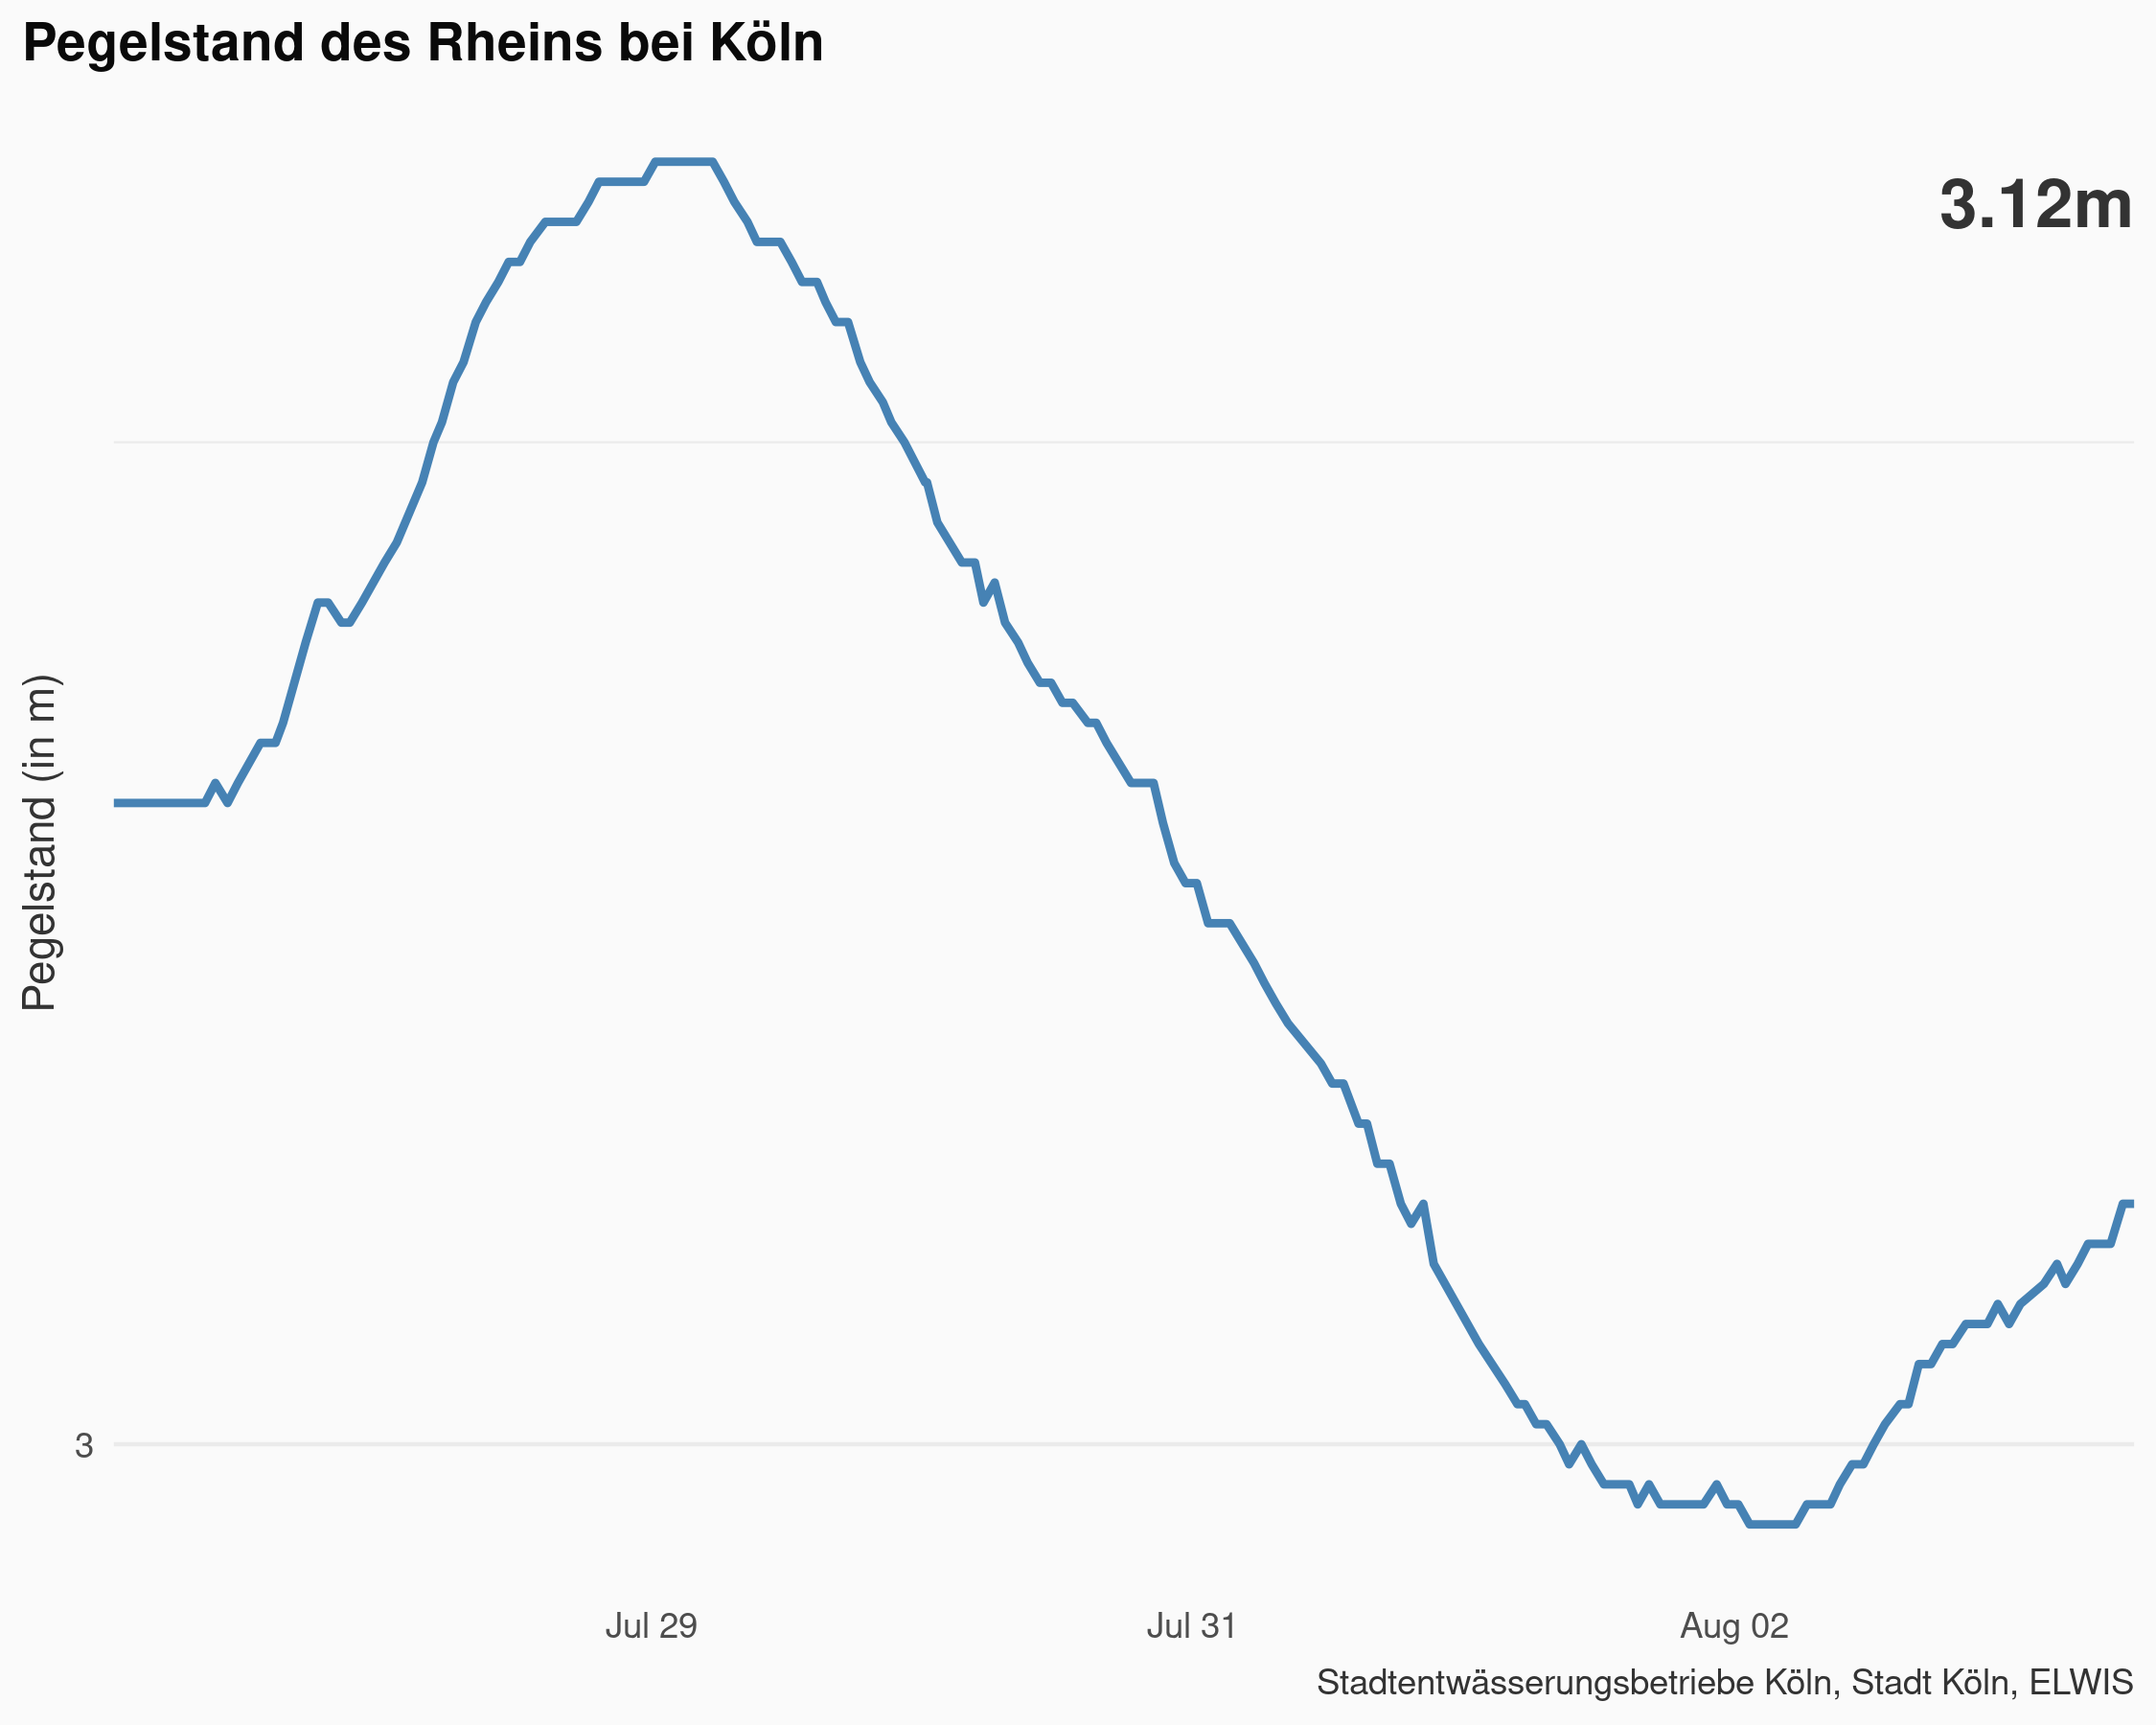 Pegelstand des Rheins bei Köln
3.12m
Pegelstand (in m)
3
Jul 29
Jul 31
Aug 02
Stadtentwässerungsbetriebe Köln, Stadt Köln, ELWIS